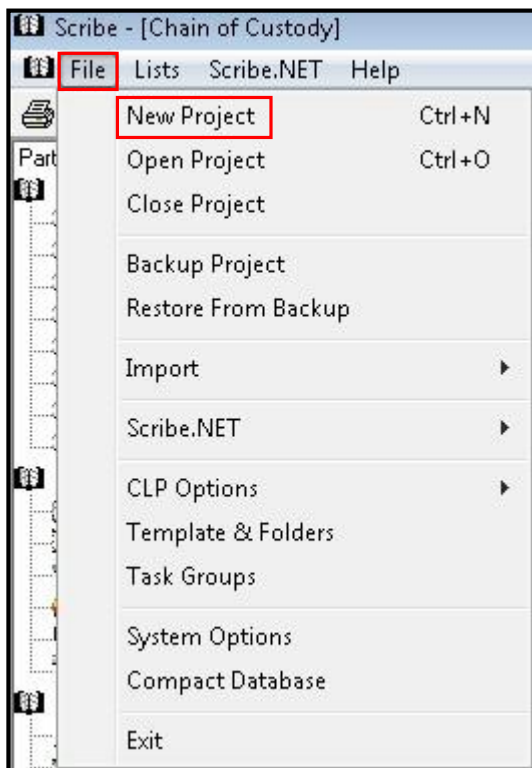 Scribe - [Chain of Custody]
File Lists Scribe.NET Help
New Project Ctrl+N
Part
Open Project Ctrl+O
Close Project
Backup Project
Restore From Backup
Import
Scribe.NET
CLP Options
Template & Folders
Task Groups
System Options
Compact Database
Exit